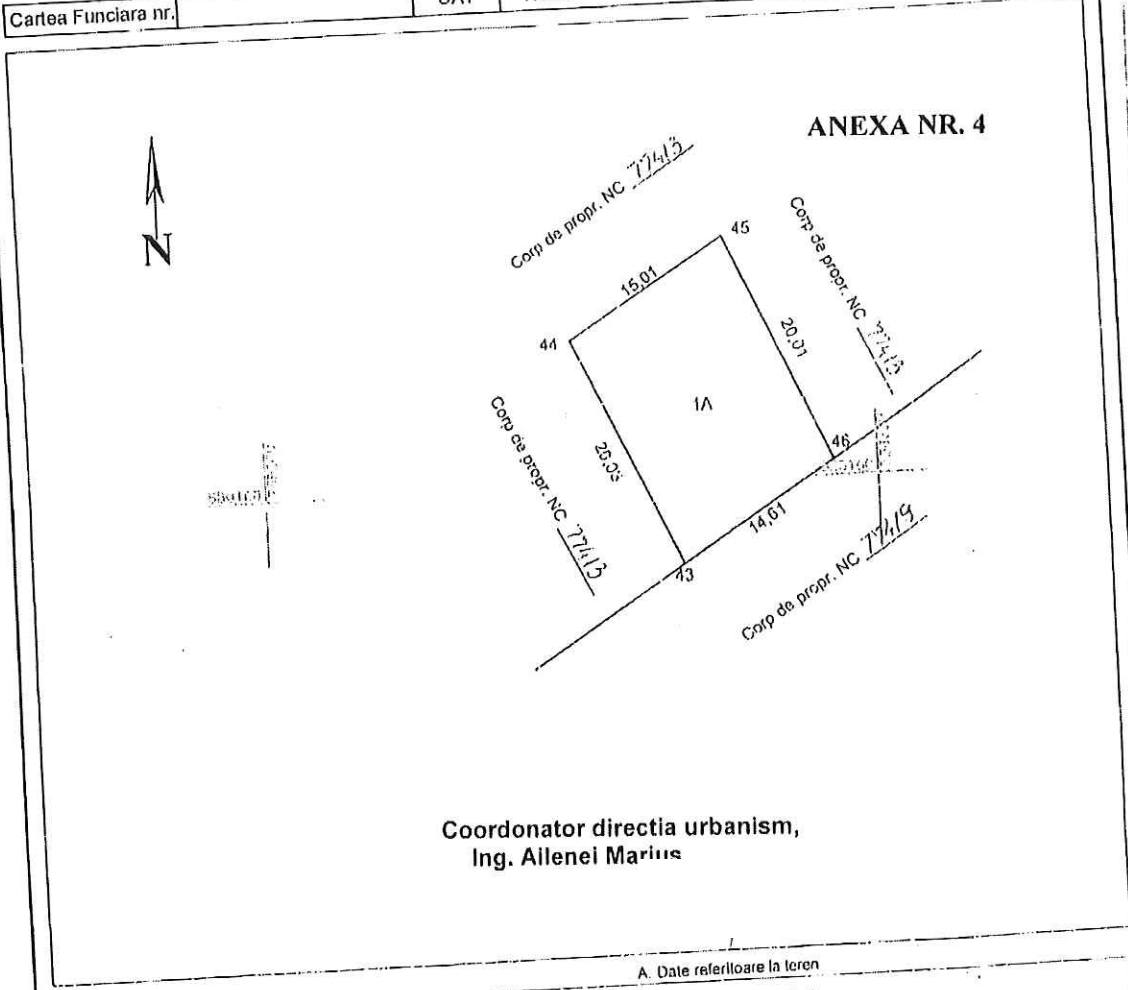 Cartea Funciara nr.
ANEXA NR. 4
N
Corp de propr. NC 77413
45
15,01
44
Corp de propr. NC 77413
20,01
1A
Corp de propr. NC 77413
46
14,61
43
Corp de propr. NC 77419
Coordonator directia urbanism,
Ing. Ailenei Marius
A. Date referitoare la teren